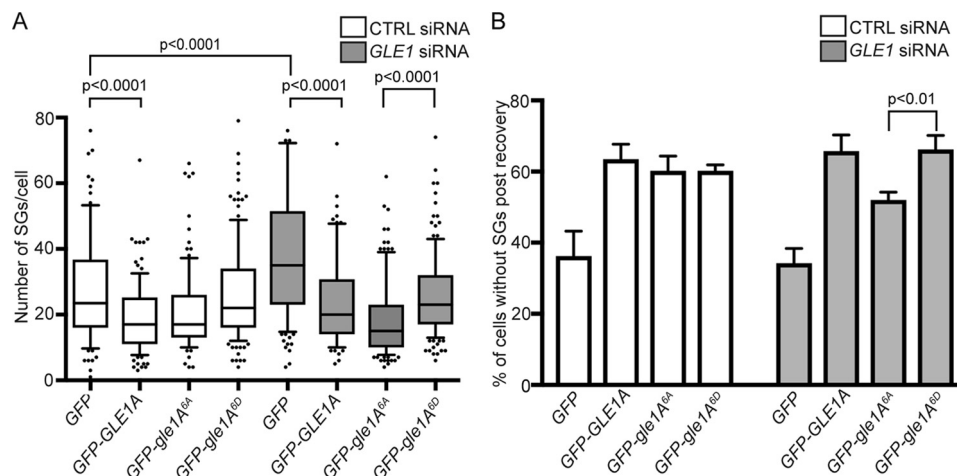 A
CTRL siRNA
GLE1 siRNA
p<0.0001
p<0.0001
p<0.0001
p<0.0001
Number of SGs/cell
80
60
40
20
0
GFP
GFP-GLE1A
GFP-gle1A⁶ᴬ
GFP-gle1A⁶ᴰ
GFP
GFP-GLE1A
GFP-gle1A⁶ᴬ
GFP-gle1A⁶ᴰ
B
CTRL siRNA
GLE1 siRNA
p<0.01
% of cells without SGs post recovery
80
60
40
20
0
GFP
GFP-GLE1A
GFP-gle1A⁶ᴬ
GFP-gle1A⁶ᴰ
GFP
GFP-GLE1A
GFP-gle1A⁶ᴬ
GFP-gle1A⁶ᴰ